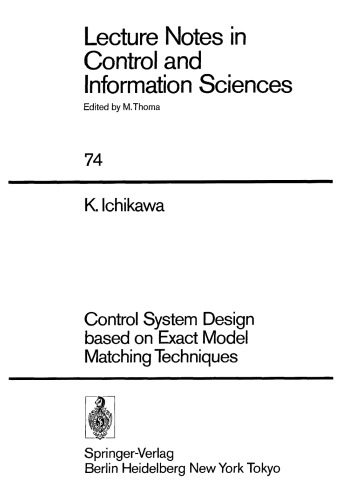 Lecture Notes in
Control and
Information Sciences
Edited by M.Thoma
74
K. Ichikawa
Control System Design
based on Exact Model
Matching Techniques
Springer-Verlag
Berlin Heidelberg New York Tokyo